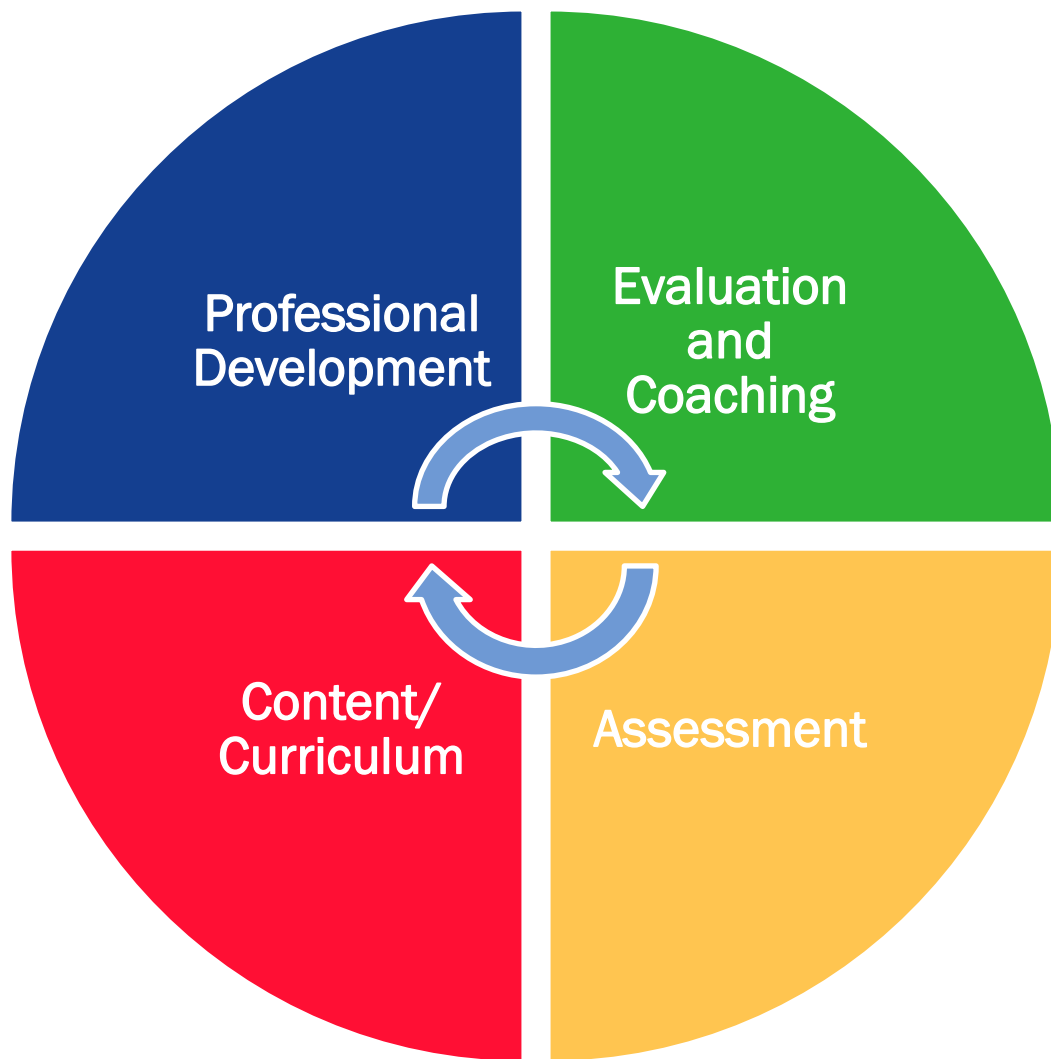 Professional
Development
Evaluation
and
Coaching
Content/
Curriculum
Assessment